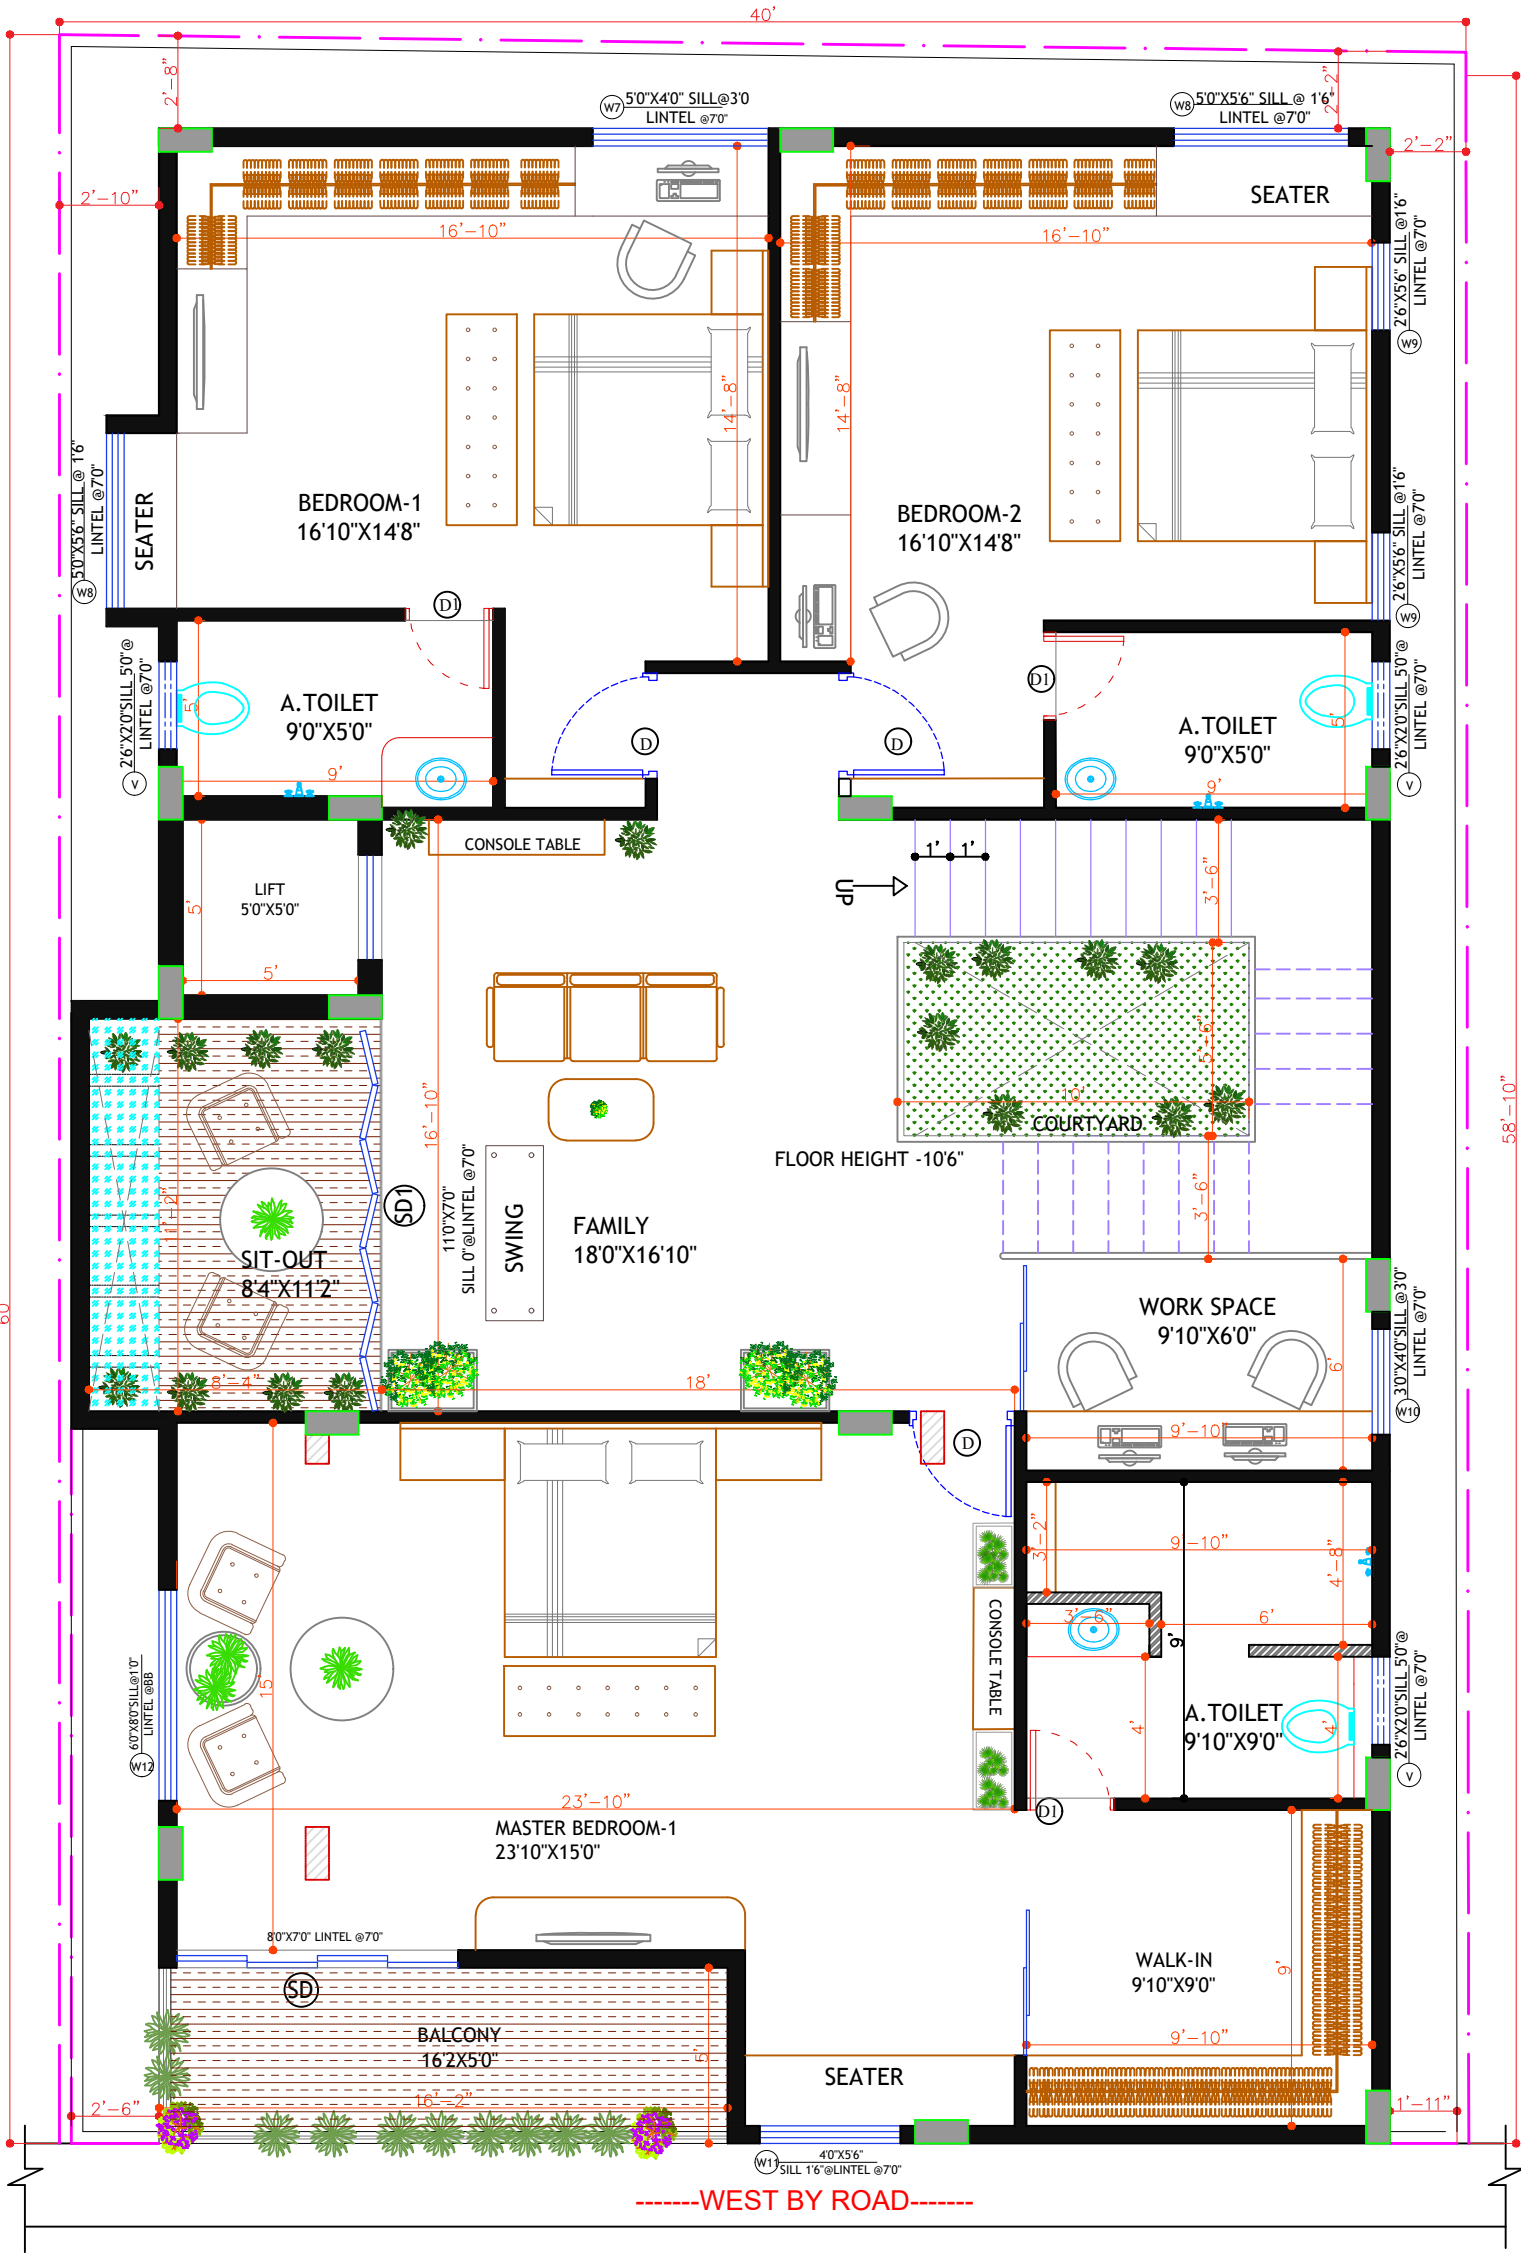 40'
2'-8"
2'-2"
W7 5'0"X4'0" SILL@3'0
LINTEL @7'0"
W8 5'0"X5'6" SILL @ 1'6"
LINTEL @7'0"
2'-10"
2'-2"
SEATER
16'-10"
16'-10"
2'6"X5'6" SILL @1'6"
LINTEL @7'0"
W9
14'-8"
14'-8"
BEDROOM-1
16'10"X14'8"
BEDROOM-2
16'10"X14'8"
5'0"X5'6" SILL @ 1'6"
LINTEL @7'0"
W8
SEATER
2'6"X5'6" SILL @1'6"
LINTEL @7'0"
W9
D1
D1
2'6"X2'0"SILL 5'0"@
LINTEL @7'0"
V
A.TOILET
9'0"X5'0"
5'
9'
D
D
A.TOILET
9'0"X5'0"
5'
9'
2'6"X2'0"SILL 5'0"@
LINTEL @7'0"
V
CONSOLE TABLE
1'
1'
UP
3'-6"
LIFT
5'0"X5'0"
5'
5'
5'-6"
10'
COURTYARD
16'-10"
58'-10"
FLOOR HEIGHT -10'6"
3'-6"
11'-2"
SIT-OUT
8'4"X11'2"
SD1
11'0"X7'0"
SILL 0"@LINTEL @7'0"
SWING
FAMILY
18'0"X16'10"
60'
WORK SPACE
9'10"X6'0"
6'
3'0"X4'0"SILL @3'0"
LINTEL @7'0"
W10
8'-4"
18'
9'-10"
D
3'-2"
9'-10"
4'-8"
3'-6"
6'
9'
CONSOLE TABLE
15'
6'0"X8'0"SILL@1'0"
LINTEL @BB
W12
4'
A.TOILET
9'10"X9'0"
4'
2'6"X2'0"SILL 5'0"@
LINTEL @7'0"
V
23'-10"
D1
MASTER BEDROOM-1
23'10"X15'0"
8'0"X7'0" LINTEL @7'0"
SD
WALK-IN
9'10"X9'0"
9'
BALCONY
16'2X5'0"
5'
9'-10"
SEATER
2'-6"
16'-2"
1'-11"
W11 4'0"X5'6"
SILL 1'6"@LINTEL @7'0"
-------WEST BY ROAD-------